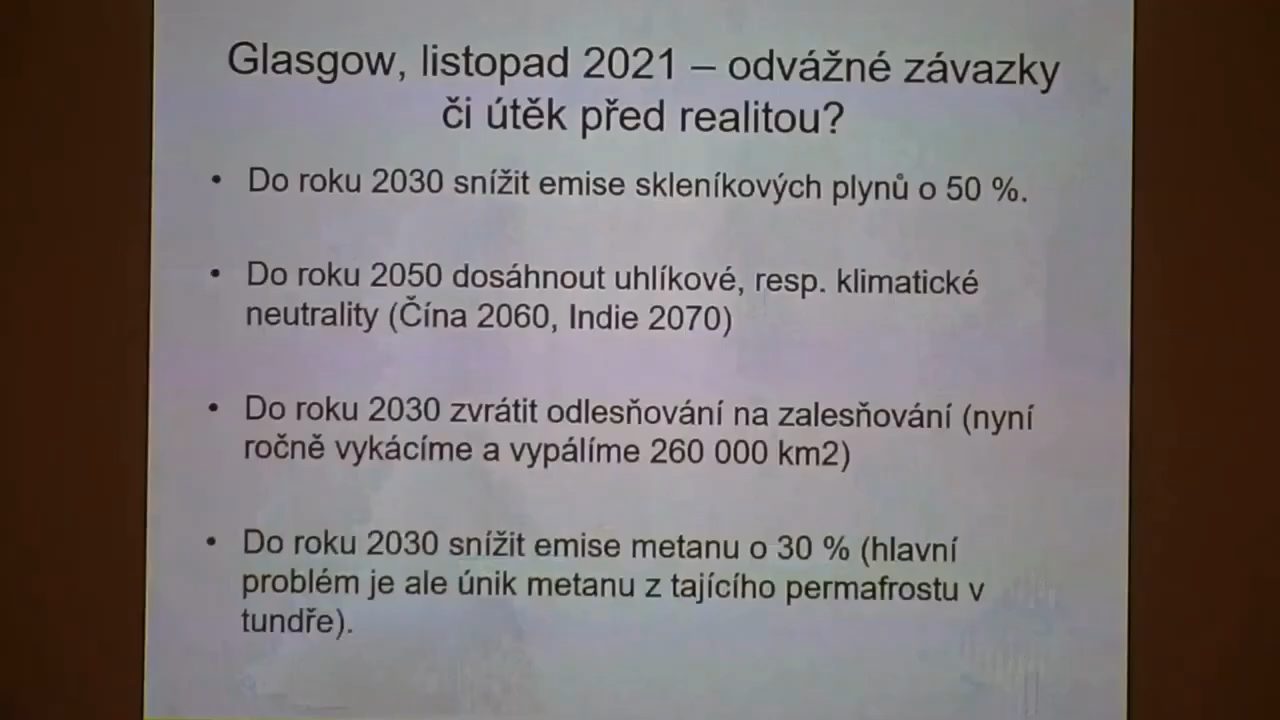 Glasgow, listopad 2021 – odvážné závazky
či útěk před realitou?
• Do roku 2030 snížit emise skleníkových plynů o 50 %.
• Do roku 2050 dosáhnout uhlíkové, resp. klimatické
neutrality (Čína 2060, Indie 2070)
• Do roku 2030 zvrátit odlesňování na zalesňování (nyní
ročně vykácíme a vypálíme 260 000 km2)
• Do roku 2030 snížit emise metanu o 30 % (hlavní
problém je ale únik metanu z tajícího permafrostu v
tundře).